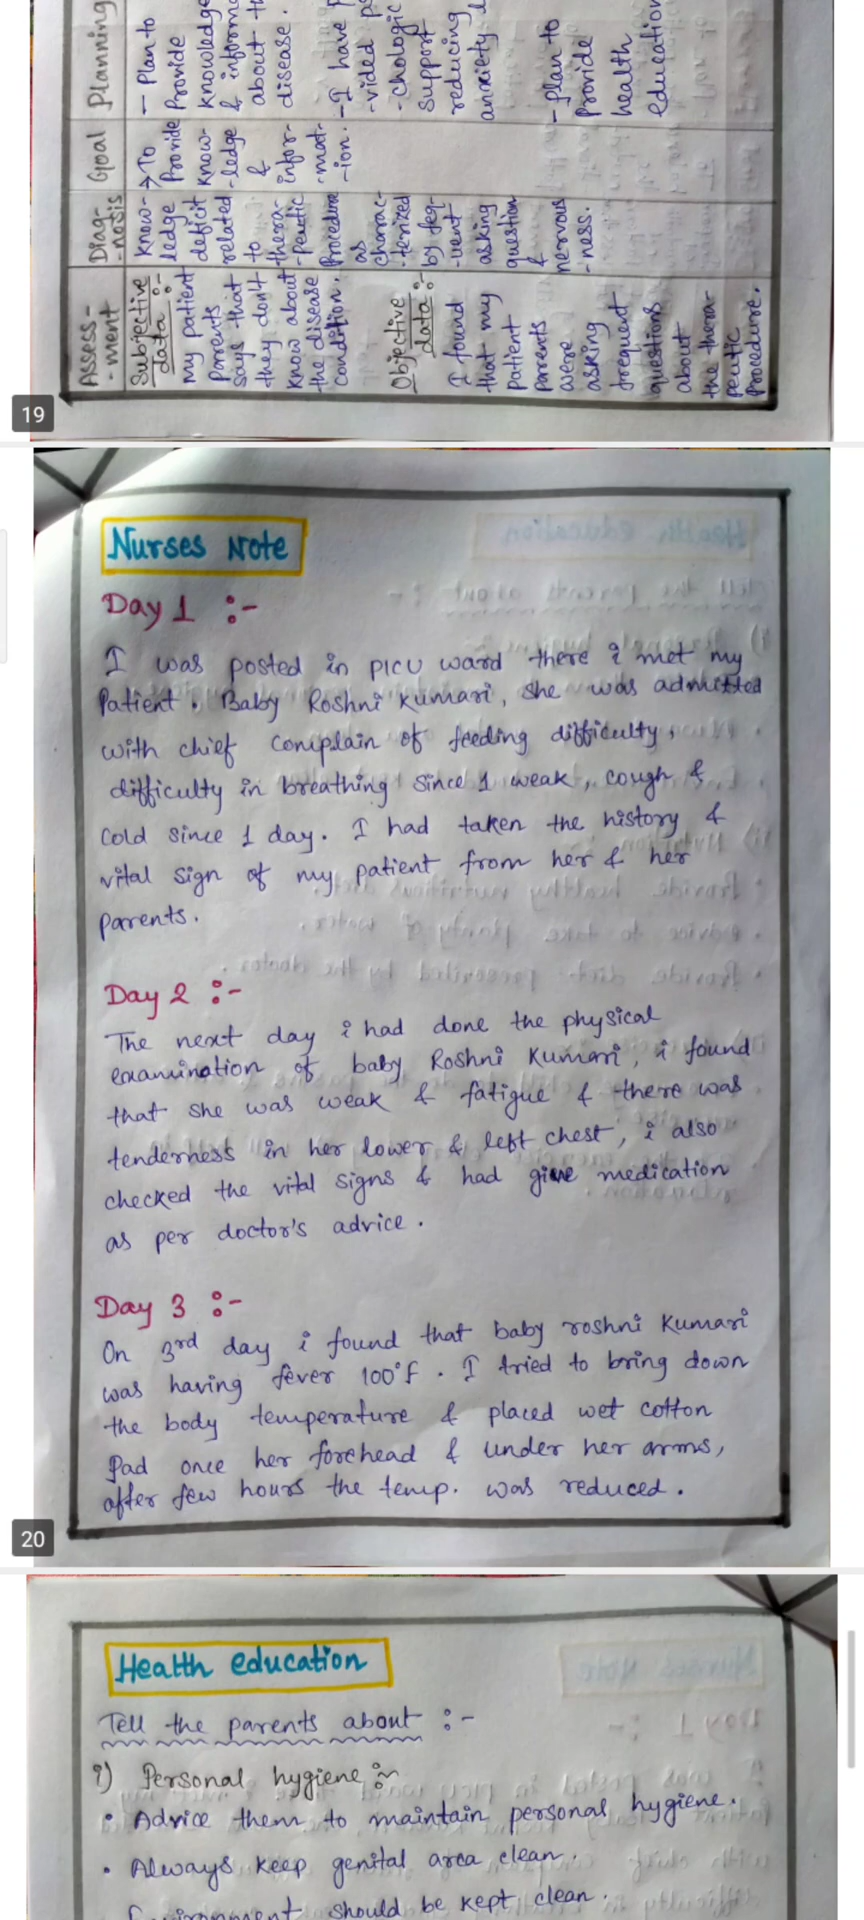 Assess-
-ment
Diag-
-nosis
Goal
Planning
Subjective
data :-
My patient
Parents
says that
they don't
know about
the disease
condition.
Objective
data :-
I found
that my
patient
parents
were
asking
frequent
questions
about
the thera-
peutic
Procedure.
Know-
ledge
deficit
related
to
thera-
-peutic
Procedure
as
charac-
-terized
by feq-
-uent
asking
question
&
nervous
-ness.
→ To
Provide
know-
-ledge
&
infor-
-mat-
-ion.
- Plan to
Provide
knowledge
&
about
disease.
- I have
-vided
-chologic
support
reducing
anxiety
- Plan to
Provide
health
education
19
Nurses Note
Day 1 :-
I was posted in PICU ward there i met my
Patient. Baby Roshni Kumari, she was admitted
with chief complain of feeding difficulty,
difficulty in breathing since 1 weak, cough &
Cold since 1 day. I had taken the history &
vital sign of my patient from her & her
parents.
Day 2 :-
The next day i had done the physical
examination of baby Roshni Kumari, i found
that she was weak & fatigue & there was
tenderness in her lower & left chest, i also
checked the vital signs & had give medication
as per doctor's advice.
Day 3 :-
On 3rd day i found that baby roshni Kumari
was having fever 100°f. I tried to bring down
the body temperature & placed wet cotton
Pad once her forehead & under her arms,
after few hours the temp. was reduced.
20
Health education
Tell the parents about :-
i) Personal hygiene :~
• Advice them to maintain personal hygiene.
• Always keep genital area clean.
Environment should be kept clean.